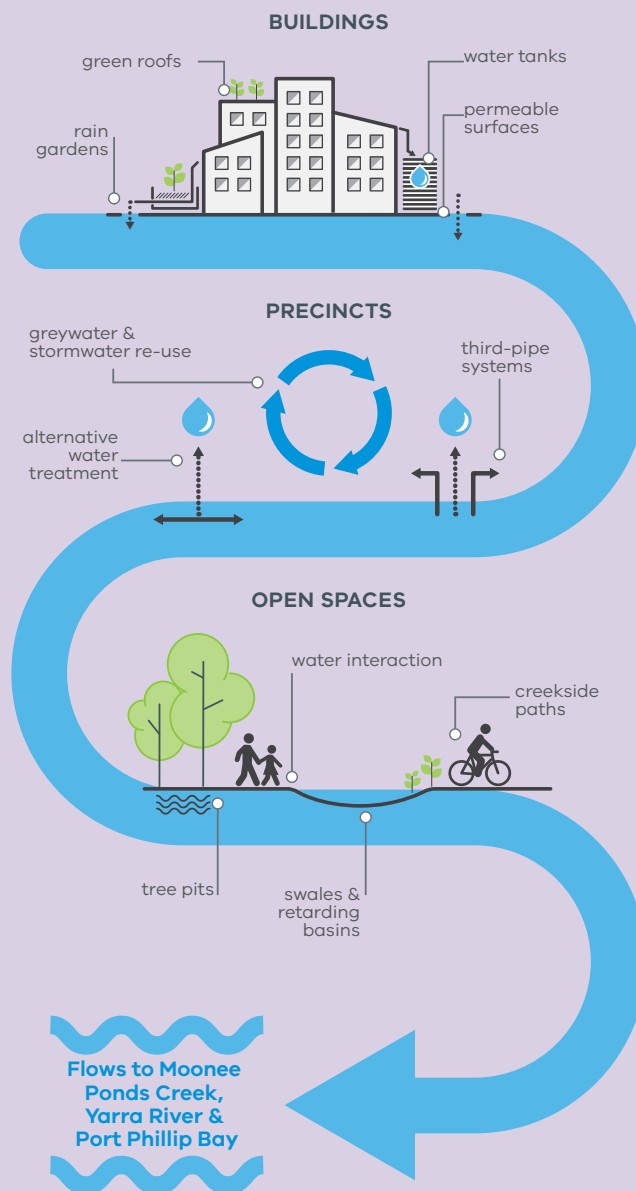 BUILDINGS
green roofs
water tanks
permeable
surfaces
rain
gardens
PRECINCTS
greywater &
stormwater re-use
third-pipe
systems
alternative
water
treatment
OPEN SPACES
water interaction
creekside
paths
tree pits
swales &
retarding
basins
Flows to Moonee
Ponds Creek,
Yarra River &
Port Phillip Bay